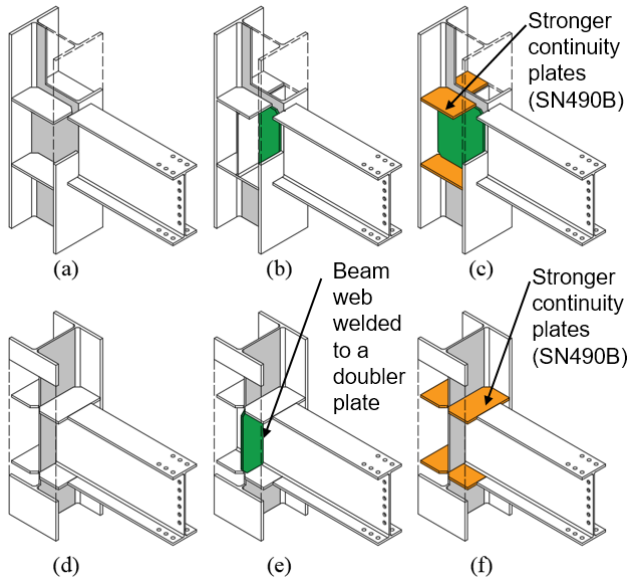 Stronger
continuity
plates
(SN490B)
(a)
(b)
(c)
Beam
web
welded
to a
doubler
plate
Stronger
continuity
plates
(SN490B)
(d)
(e)
(f)